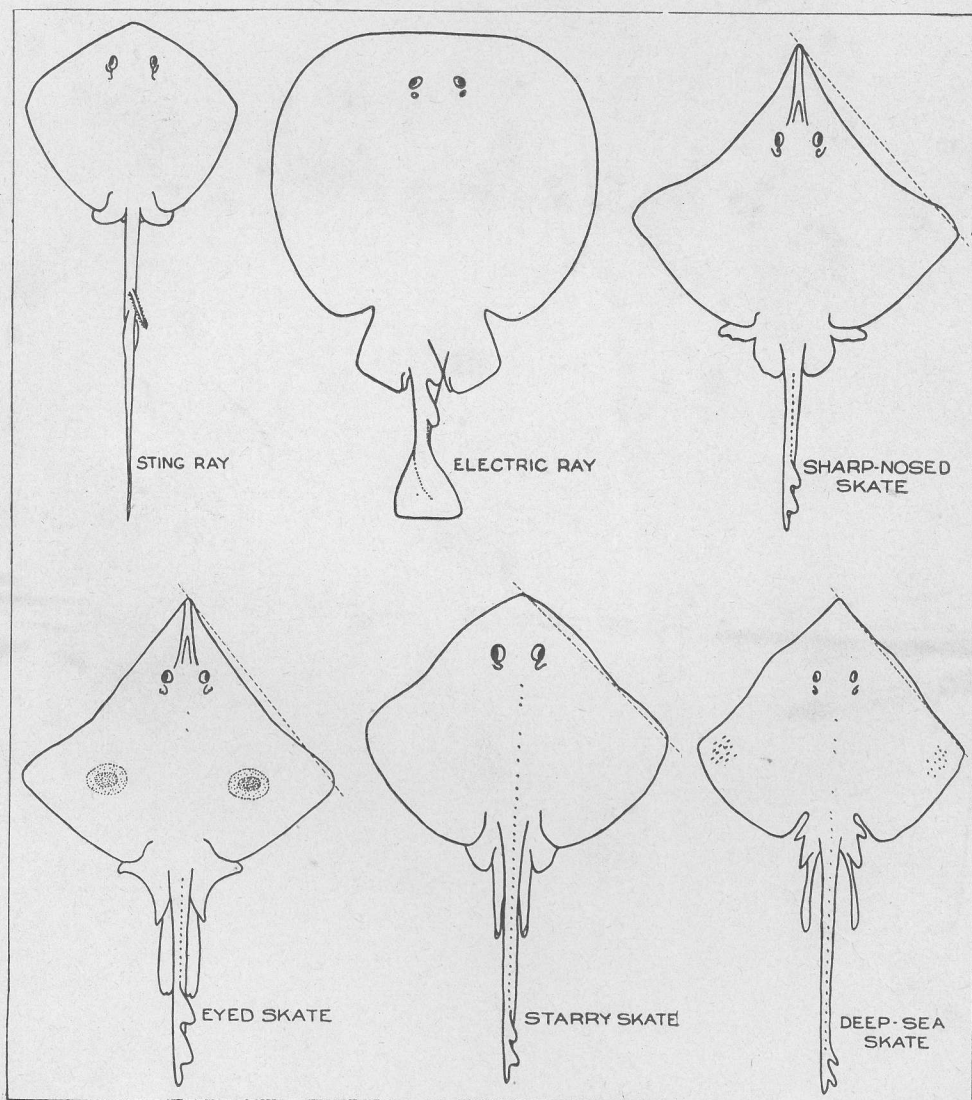 STING RAY
ELECTRIC RAY
SHARP-NOSED
SKATE
EYED SKATE
STARRY SKATE
DEEP-SEA
SKATE